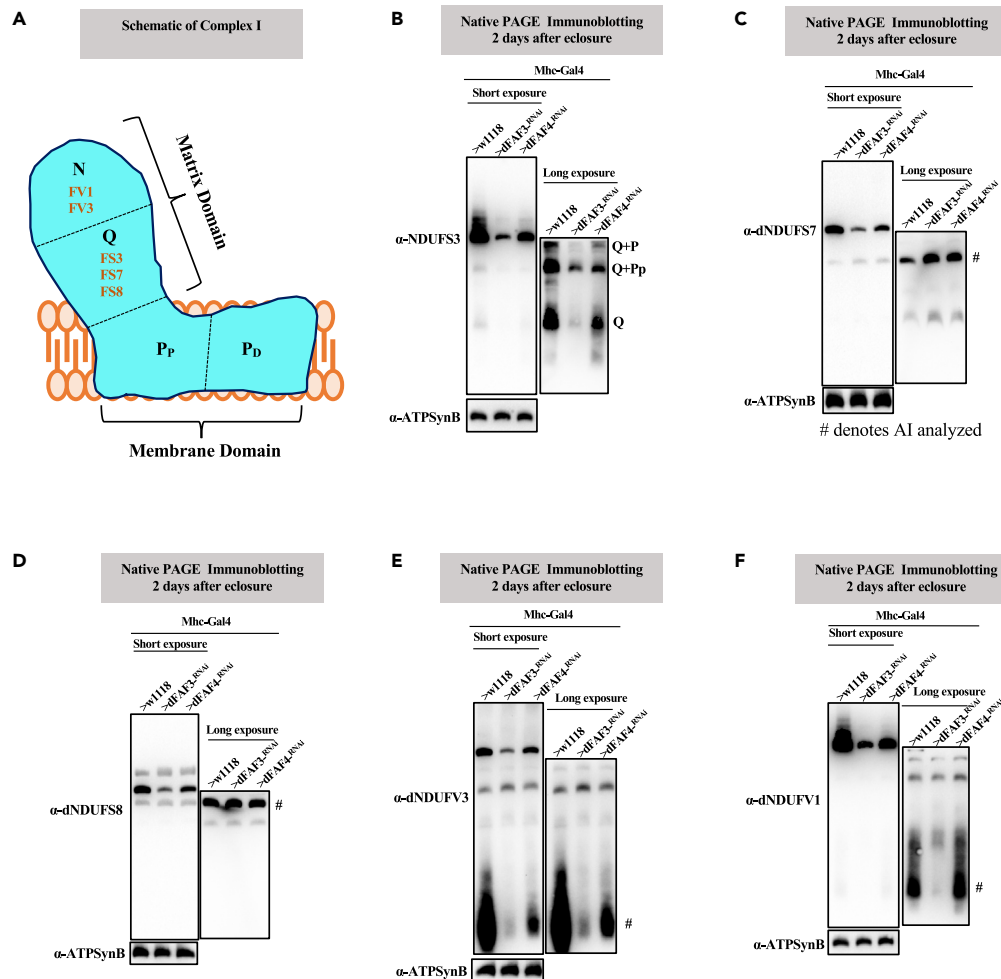 A
Schematic of Complex I
N
FV1
FV3
Q
FS3
FS7
FS8
PP
PD
Matrix Domain
Membrane Domain
B
Native PAGE Immunoblotting
2 days after eclosure
Mhc-Gal4
Short exposure
>w1118
>dFAF3-RNAi
>dFAF4-RNAi
Long exposure
>w1118
>dFAF3-RNAi
>dFAF4-RNAi
α-NDUFS3
Q+P
Q+Pp
Q
α-ATPSynB
C
Native PAGE Immunoblotting
2 days after eclosure
Mhc-Gal4
Short exposure
>w1118
>dFAF3-RNAi
>dFAF4-RNAi
Long exposure
>w1118
>dFAF3-RNAi
>dFAF4-RNAi
α-dNDUFS7
#
α-ATPSynB
# denotes AI analyzed
D
Native PAGE Immunoblotting
2 days after eclosure
Mhc-Gal4
Short exposure
>w1118
>dFAF3-RNAi
>dFAF4-RNAi
Long exposure
>w1118
>dFAF3-RNAi
>dFAF4-RNAi
α-dNDUFS8
#
α-ATPSynB
E
Native PAGE Immunoblotting
2 days after eclosure
Mhc-Gal4
Short exposure
>w1118
>dFAF3-RNAi
>dFAF4-RNAi
Long exposure
>w1118
>dFAF3-RNAi
>dFAF4-RNAi
α-dNDUFV3
#
α-ATPSynB
F
Native PAGE Immunoblotting
2 days after eclosure
Mhc-Gal4
Short exposure
>w1118
>dFAF3-RNAi
>dFAF4-RNAi
Long exposure
>w1118
>dFAF3-RNAi
>dFAF4-RNAi
α-dNDUFV1
#
α-ATPSynB